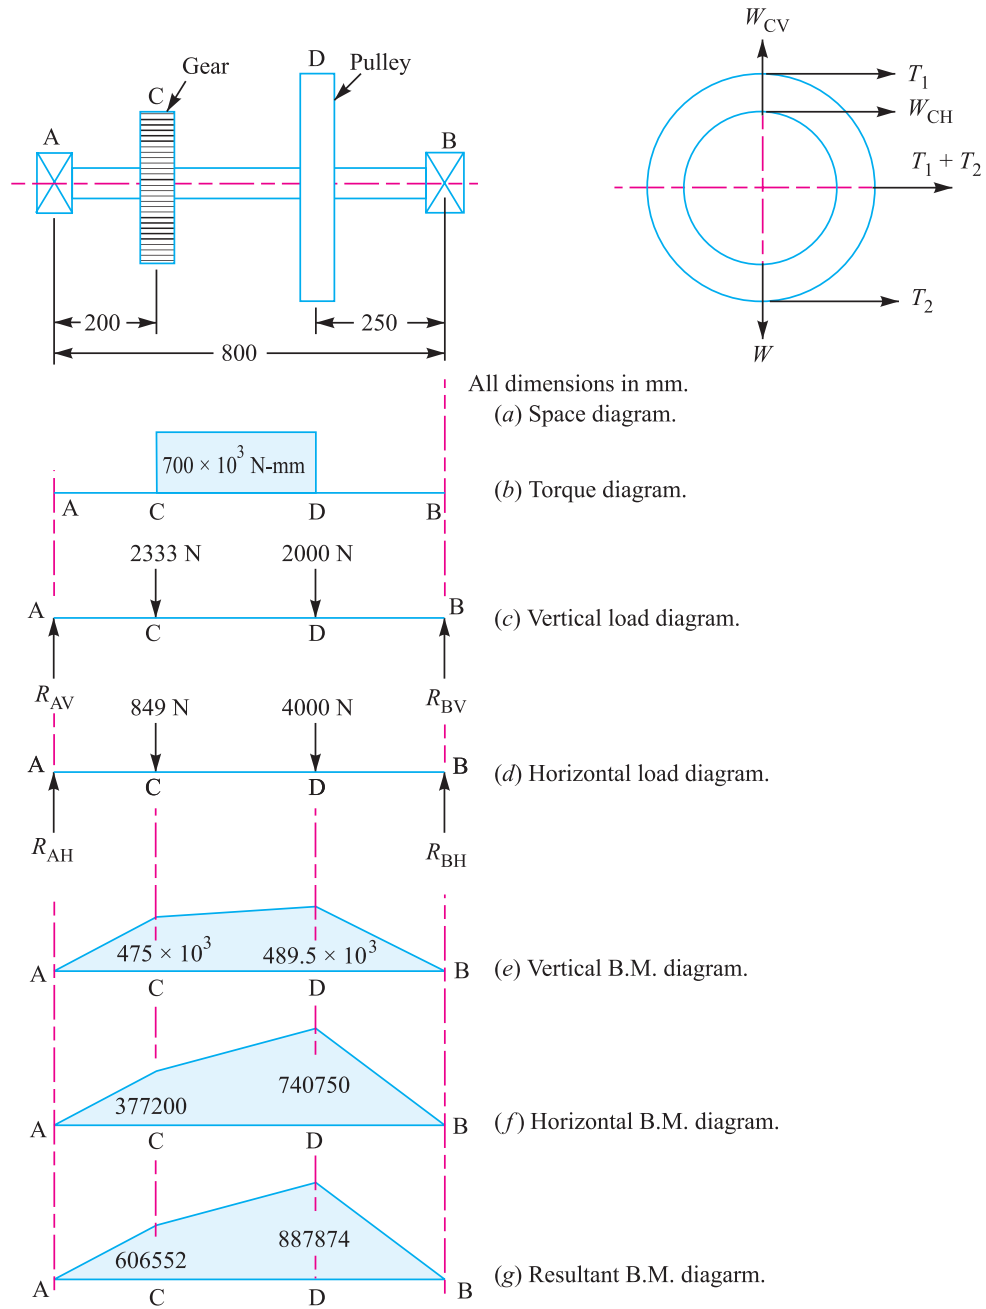 W_CV
Gear
D
Pulley
T_1
C
W_CH
A
B
T_1 + T_2
200
250
T_2
800
W
All dimensions in mm.
(a) Space diagram.
700 × 10^3 N-mm
A
C
D
B
(b) Torque diagram.
2333 N
2000 N
A
B
C
D
(c) Vertical load diagram.
R_AV
849 N
4000 N
R_BV
A
B
C
D
(d) Horizontal load diagram.
R_AH
R_BH
475 × 10^3
489.5 × 10^3
A
B
(e) Vertical B.M. diagram.
C
D
377200
740750
A
B
(f) Horizontal B.M. diagram.
C
D
606552
887874
A
B
(g) Resultant B.M. diagarm.
C
D